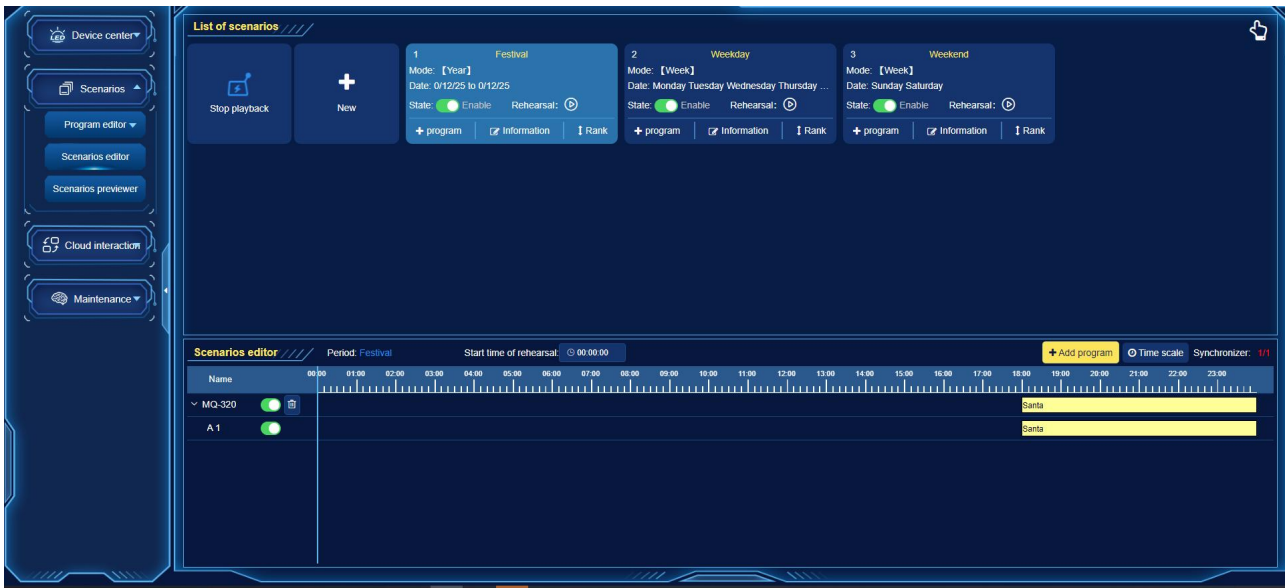 LED Device center
Scenarios
Program editor
Scenarios editor
Scenarios previewer
Cloud interaction
Maintenance
List of scenarios
Stop playback
New
1 Festival
Mode: 【Year】
Date: 0/12/25 to 0/12/25
State: Enable Rehearsal:
+ program Information Rank
2 Weekday
Mode: 【Week】
Date: Monday Tuesday Wednesday Thursday ...
State: Enable Rehearsal:
+ program Information Rank
3 Weekend
Mode: 【Week】
Date: Sunday Saturday
State: Enable Rehearsal:
+ program Information Rank
Scenarios editor Period: Festival Start time of rehearsal: 00:00:00 + Add program Time scale Synchronizer: 1/1
Name 00:00 01:00 02:00 03:00 04:00 05:00 06:00 07:00 08:00 09:00 10:00 11:00 12:00 13:00 14:00 15:00 16:00 17:00 18:00 19:00 20:00 21:00 22:00 23:00
MQ-320 Santa
A 1 Santa